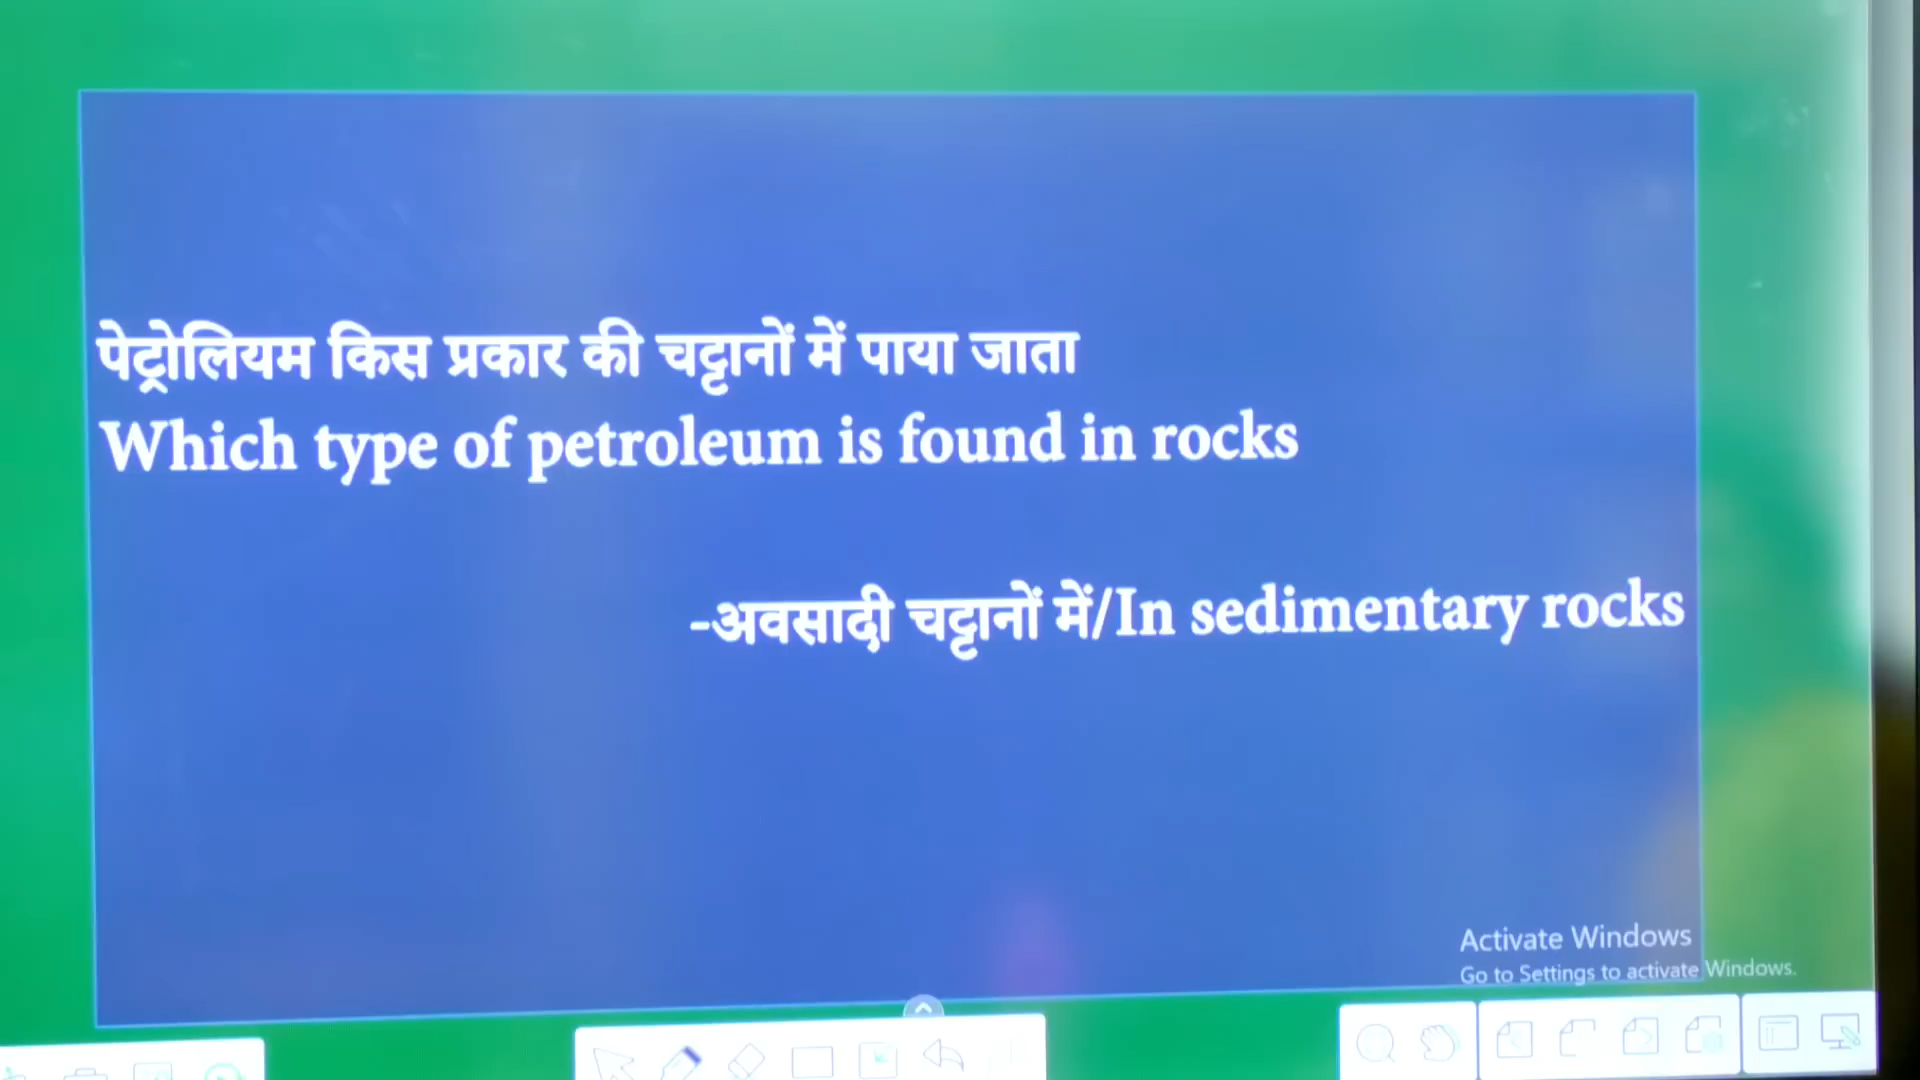 पेट्रोलियम किस प्रकार की चट्टानों में पाया जाता
Which type of petroleum is found in rocks
-अवसादी चट्टानों में/In sedimentary rocks
Activate Windows
Go to Settings to activate Windows.